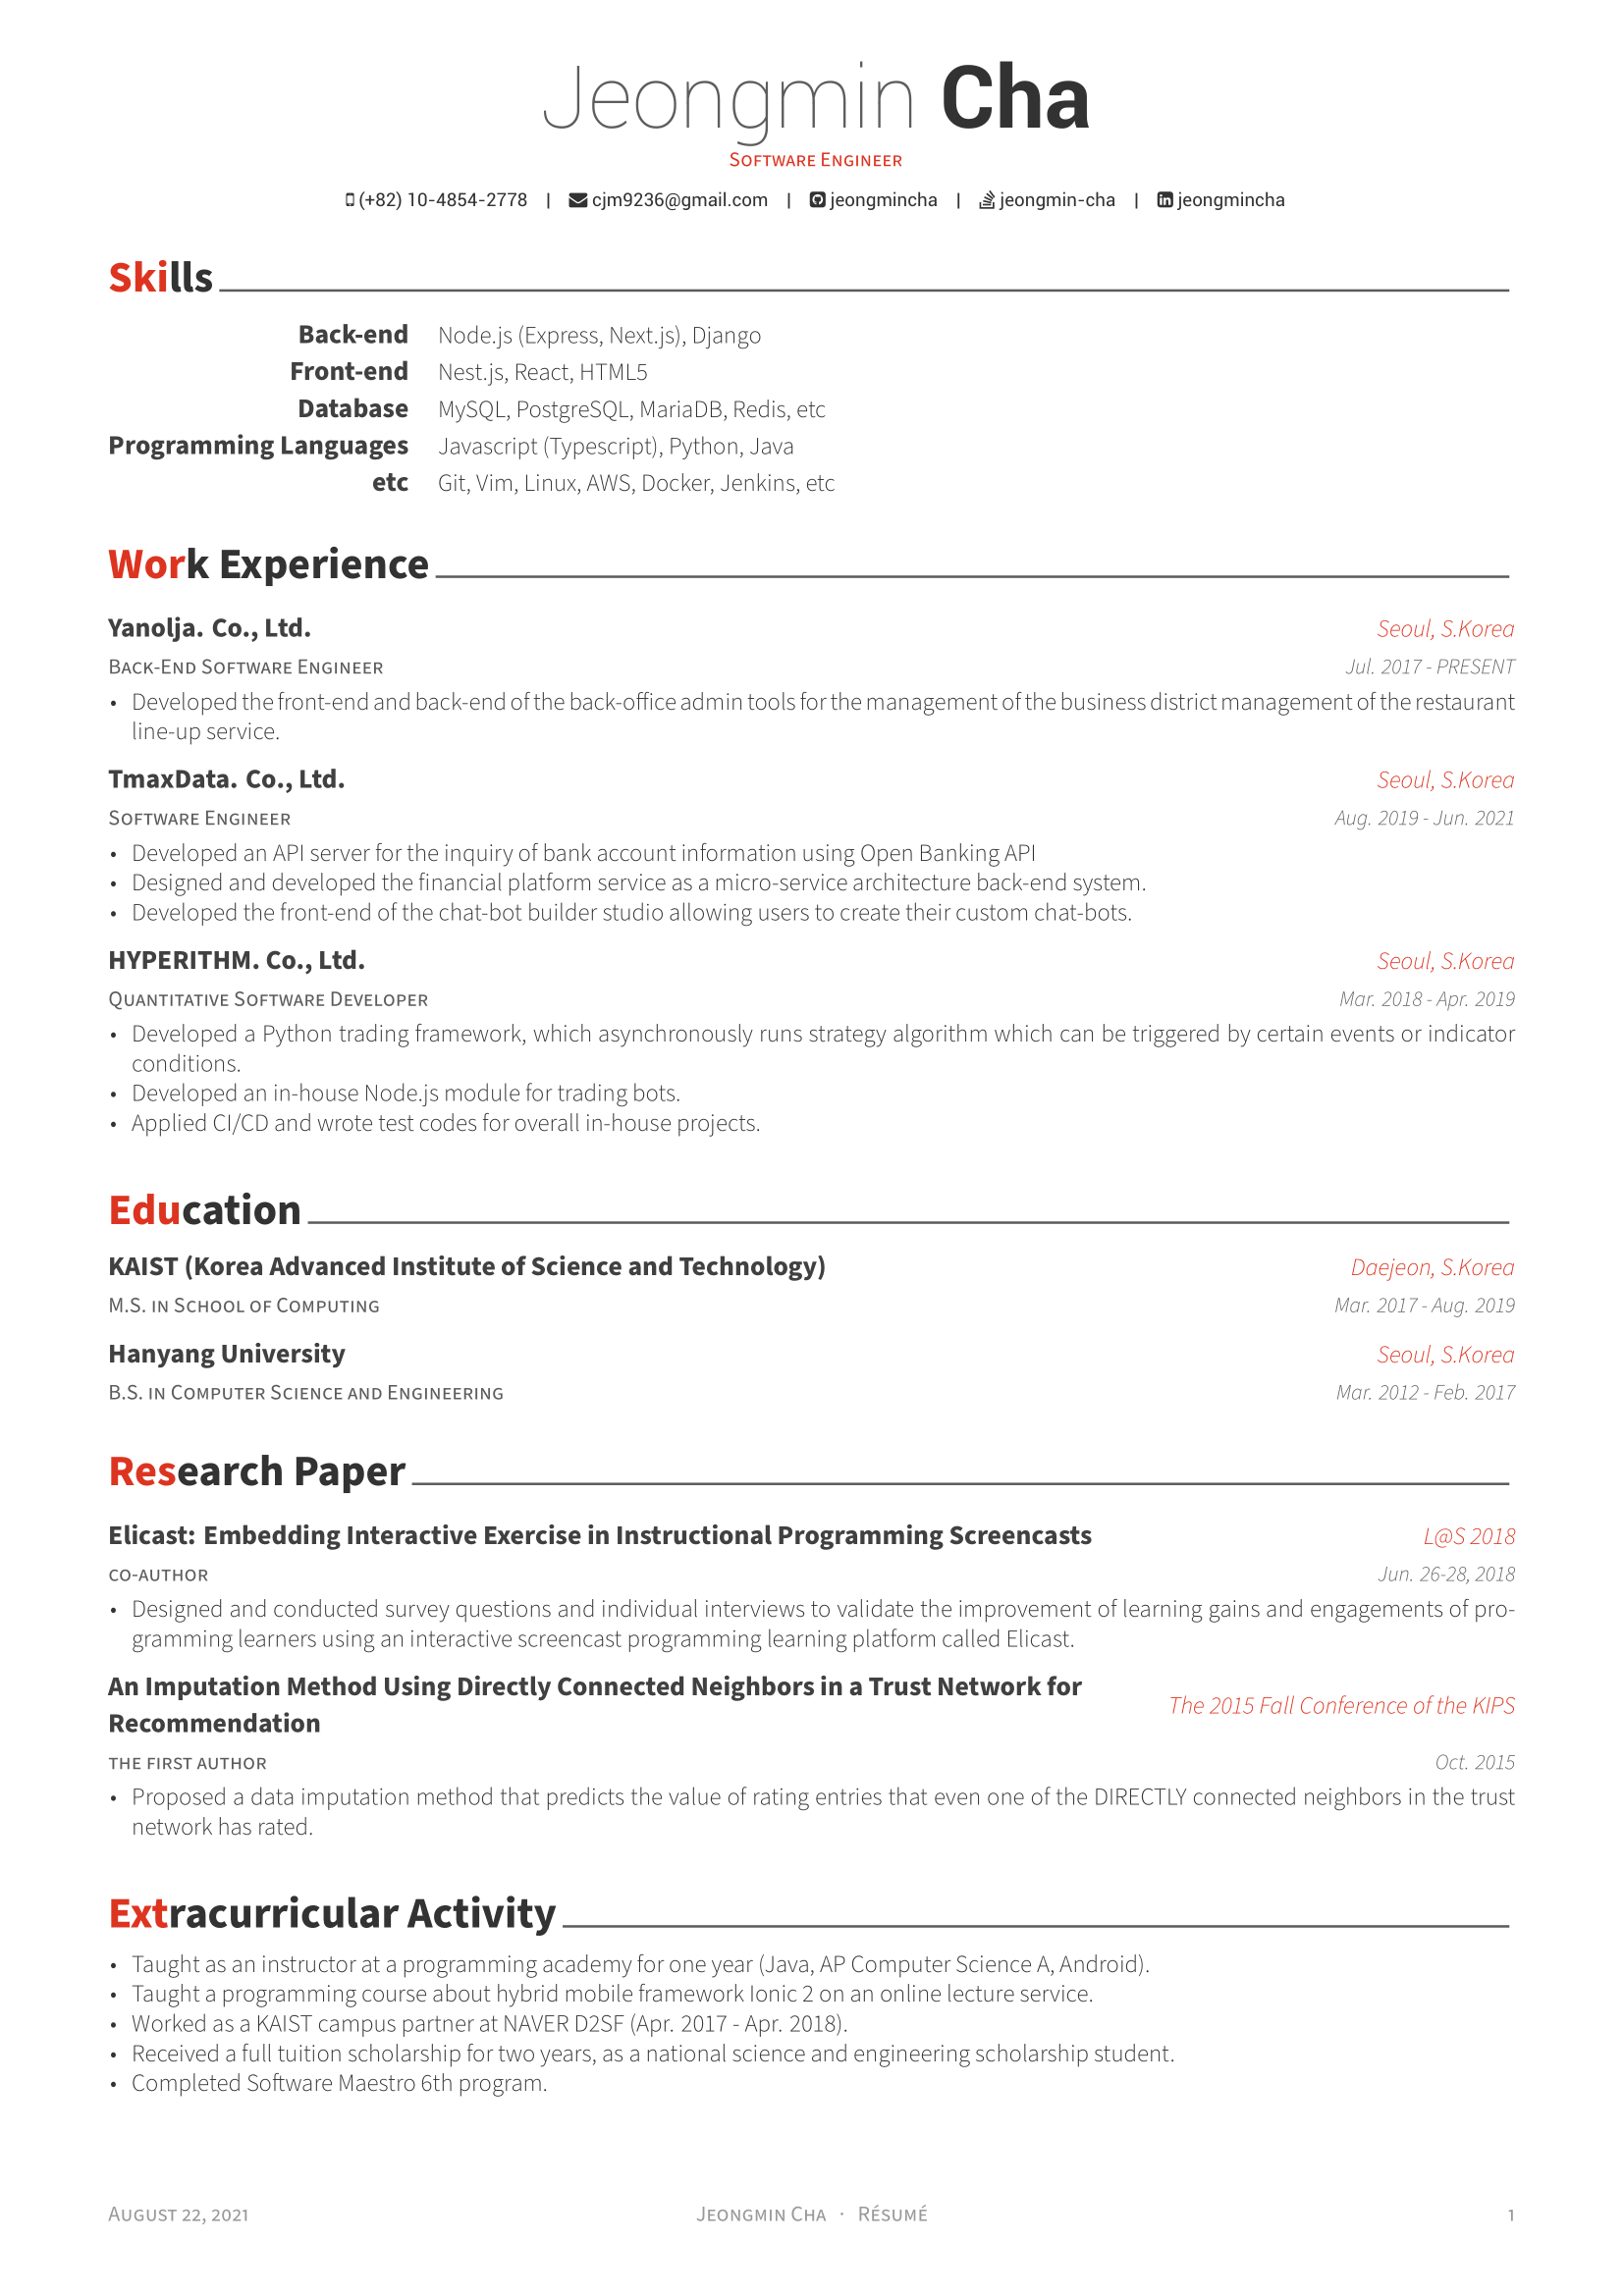 Jeongmin Cha
Software Engineer
(+82) 10-4854-2778 | cjm9236@gmail.com | jeongmincha | jeongmin-cha | jeongmincha
Skills
Back-end Node.js (Express, Next.js), Django
Front-end Nest.js, React, HTML5
Database MySQL, PostgreSQL, MariaDB, Redis, etc
Programming Languages Javascript (Typescript), Python, Java
etc Git, Vim, Linux, AWS, Docker, Jenkins, etc
Work Experience
Yanolja. Co., Ltd. Seoul, S.Korea
Back-End Software Engineer Jul. 2017 - PRESENT
• Developed the front-end and back-end of the back-office admin tools for the management of the business district management of the restaurant
line-up service.
TmaxData. Co., Ltd. Seoul, S.Korea
Software Engineer Aug. 2019 - Jun. 2021
• Developed an API server for the inquiry of bank account information using Open Banking API
• Designed and developed the financial platform service as a micro-service architecture back-end system.
• Developed the front-end of the chat-bot builder studio allowing users to create their custom chat-bots.
HYPERITHM. Co., Ltd. Seoul, S.Korea
Quantitative Software Developer Mar. 2018 - Apr. 2019
• Developed a Python trading framework, which asynchronously runs strategy algorithm which can be triggered by certain events or indicator
conditions.
• Developed an in-house Node.js module for trading bots.
• Applied CI/CD and wrote test codes for overall in-house projects.
Education
KAIST (Korea Advanced Institute of Science and Technology) Daejeon, S.Korea
M.S. in School of Computing Mar. 2017 - Aug. 2019
Hanyang University Seoul, S.Korea
B.S. in Computer Science and Engineering Mar. 2012 - Feb. 2017
Research Paper
Elicast: Embedding Interactive Exercise in Instructional Programming Screencasts L@S 2018
co-author Jun. 26-28, 2018
• Designed and conducted survey questions and individual interviews to validate the improvement of learning gains and engagements of pro-
gramming learners using an interactive screencast programming learning platform called Elicast.
An Imputation Method Using Directly Connected Neighbors in a Trust Network for
Recommendation The 2015 Fall Conference of the KIPS
the first author Oct. 2015
• Proposed a data imputation method that predicts the value of rating entries that even one of the DIRECTLY connected neighbors in the trust
network has rated.
Extracurricular Activity
• Taught as an instructor at a programming academy for one year (Java, AP Computer Science A, Android).
• Taught a programming course about hybrid mobile framework Ionic 2 on an online lecture service.
• Worked as a KAIST campus partner at NAVER D2SF (Apr. 2017 - Apr. 2018).
• Received a full tuition scholarship for two years, as a national science and engineering scholarship student.
• Completed Software Maestro 6th program.
August 22, 2021 Jeongmin Cha · Résumé 1